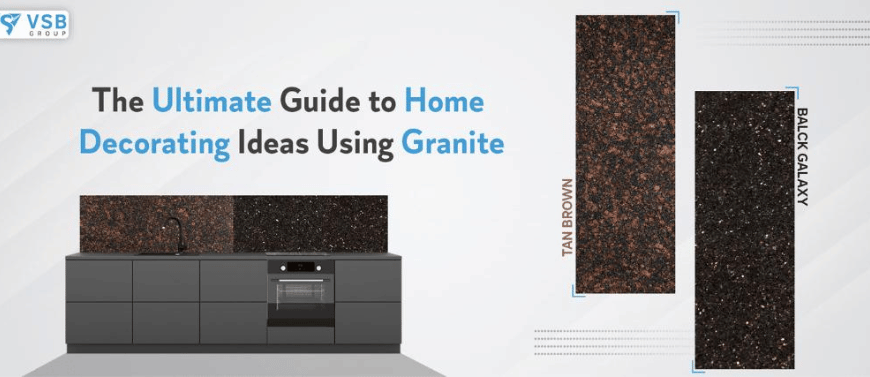 VSB
GROUP
The Ultimate Guide to Home
Decorating Ideas Using Granite
TAN BROWN
BALCK GALAXY